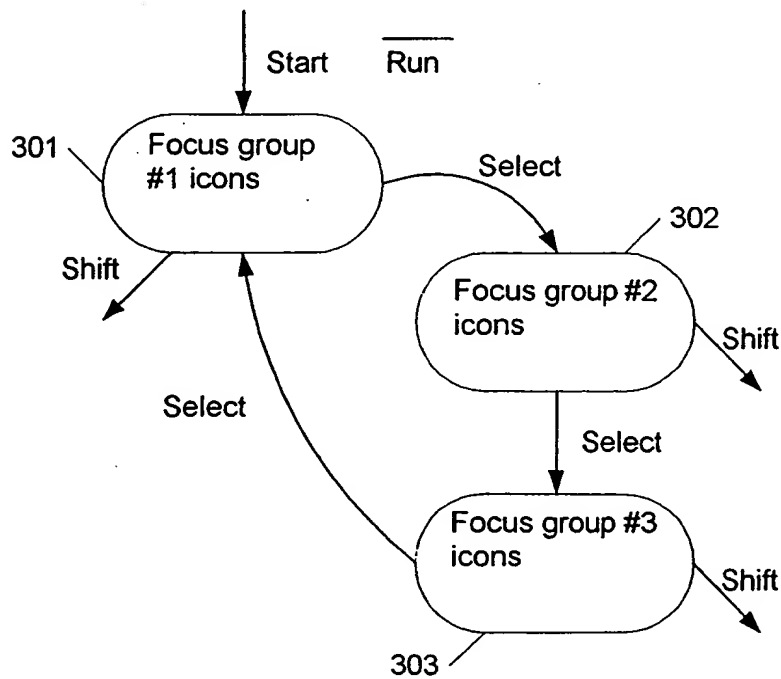 Start Run
301
Focus group
#1 icons
Select
302
Shift
Focus group #2
icons
Shift
Select
Select
Focus group #3
icons
Shift
303